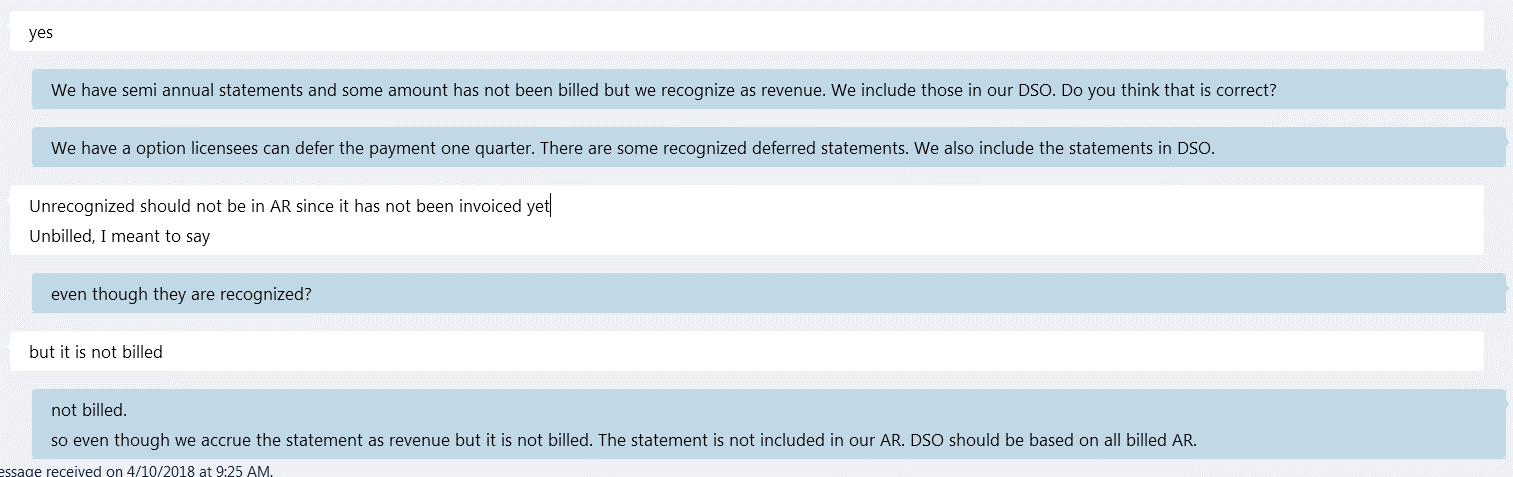 yes
We have semi annual statements and some amount has not been billed but we recognize as revenue. We include those in our DSO. Do you think that is correct?
We have a option licensees can defer the payment one quarter. There are some recognized deferred statements. We also include the statements in DSO.
Unrecognized should not be in AR since it has not been invoiced yet
Unbilled, I meant to say
even though they are recognized?
but it is not billed
not billed.
so even though we accrue the statement as revenue but it is not billed. The statement is not included in our AR. DSO should be based on all billed AR.
essage received on 4/10/2018 at 9:25 AM.